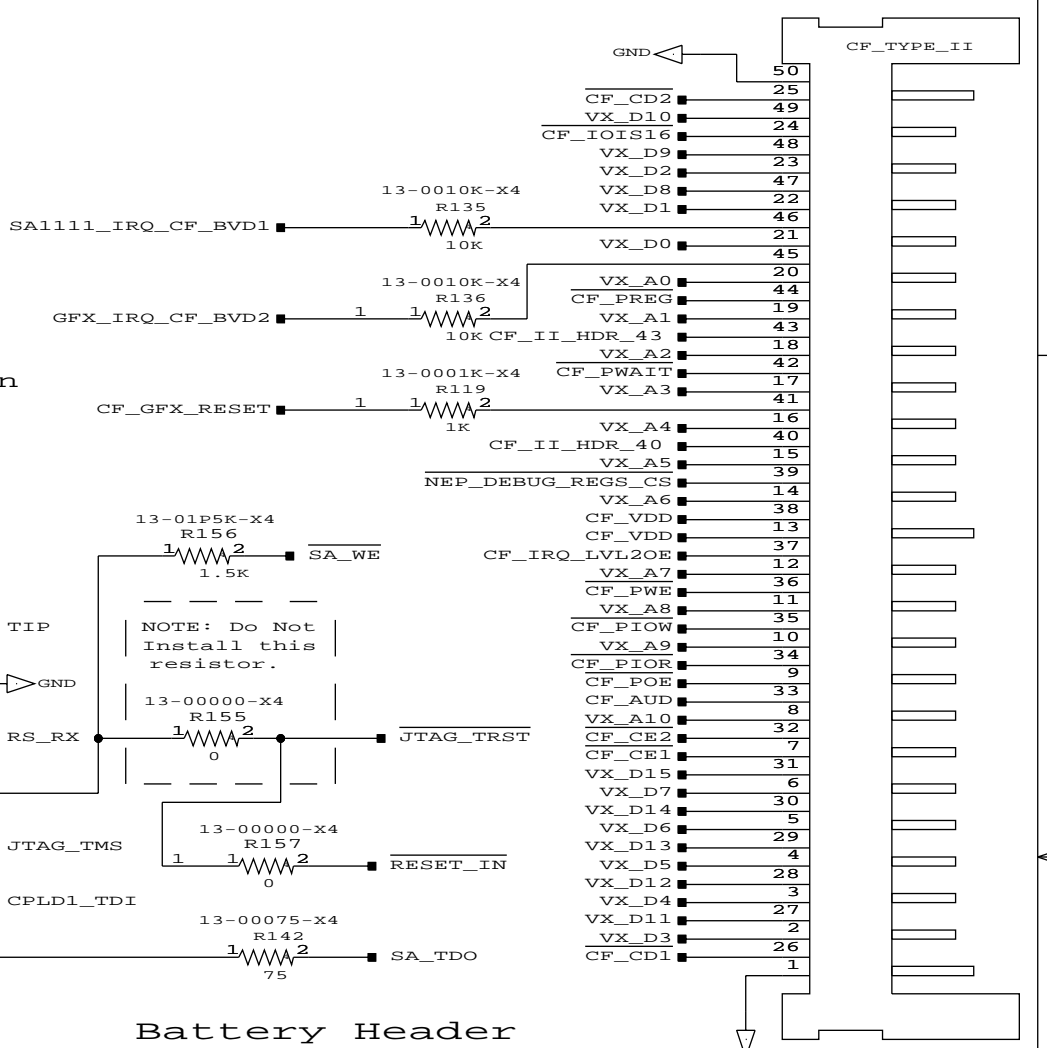 CF_TYPE_II
GND
50
CF_CD2 25
VX_D10 49
CF_IOIS16 24
VX_D9 48
VX_D2 23
VX_D8 47
VX_D1 22
13-0010K-X4
R135
SA1111_IRQ_CF_BVD1 1 2 46
10K
VX_D0 21
45
13-0010K-X4
VX_A0 20
R136
CF_PREG 44
GFX_IRQ_CF_BVD2 1 1 2
VX_A1 19
10K
CF_II_HDR_43 43
VX_A2 18
CF_PWAIT 42
n
13-0001K-X4
R119
VX_A3 17
CF_GFX_RESET 1 1 2 41
1K
VX_A4 16
CF_II_HDR_40 40
VX_A5 15
NEP_DEBUG_REGS_CS 39
VX_A6 14
CF_VDD 38
CF_VDD 13
13-01P5K-X4
R156
1 2 SA_WE
1.5K
CF_IRQ_LVL2OE 37
VX_A7 12
CF_PWE 36
VX_A8 11
CF_PIOW 35
VX_A9 10
CF_PIOR 34
CF_POE 9
CF_AUD 33
VX_A10 8
CF_CE2 32
CF_CE1 7
VX_D15 31
VX_D7 6
VX_D14 30
VX_D6 5
VX_D13 29
VX_D5 4
VX_D12 28
VX_D4 3
VX_D11 27
VX_D3 2
CF_CD1 26
1
TIP
NOTE: Do Not
Install this
resistor.
GND
13-00000-X4
R155
RS_RX 1 2 JTAG_TRST
0
13-00000-X4
R157
JTAG_TMS
1 1 2 RESET_IN
0
CPLD1_TDI
13-00075-X4
R142
1 2 SA_TDO
75
Battery Header